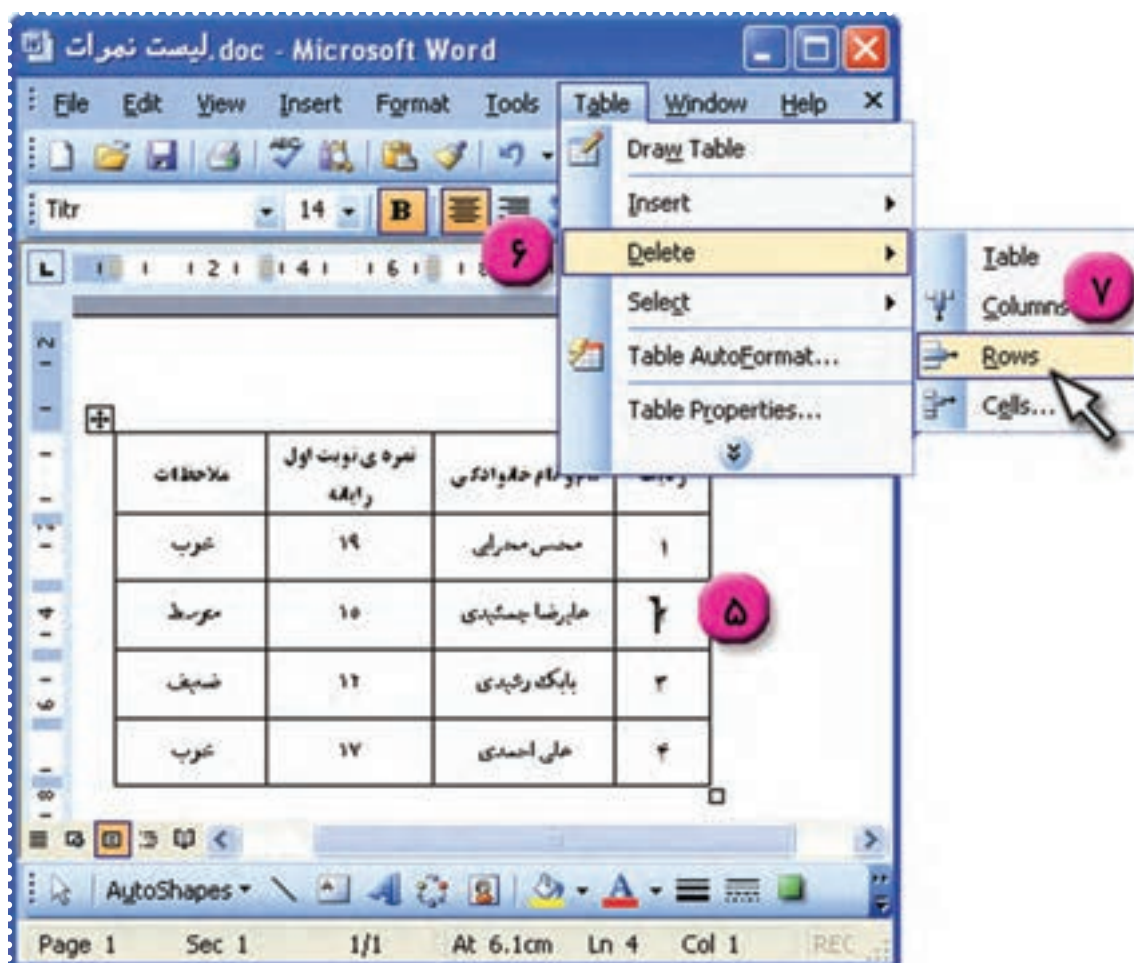 لیست نمرات.doc - Microsoft Word
File Edit View Insert Format Tools Table Window Help
Draw Table
Titr 14 B
Insert
۶
Delete
Table
۷
Select
Columns
Table AutoFormat...
Rows
Table Properties...
Cells...
نمره ی نوبت اول رایانه
ملاحظات
۱ محسن محرابی ۱۹ خوب
علیرضا جمشیدی ۱۵ متوسط
۵
۳ بابک رشیدی ۱۲ ضعیف
۴ علی احمدی ۱۷ خوب
AutoShapes
Page 1 Sec 1 1/1 At 6.1cm Ln 4 Col 1 REC